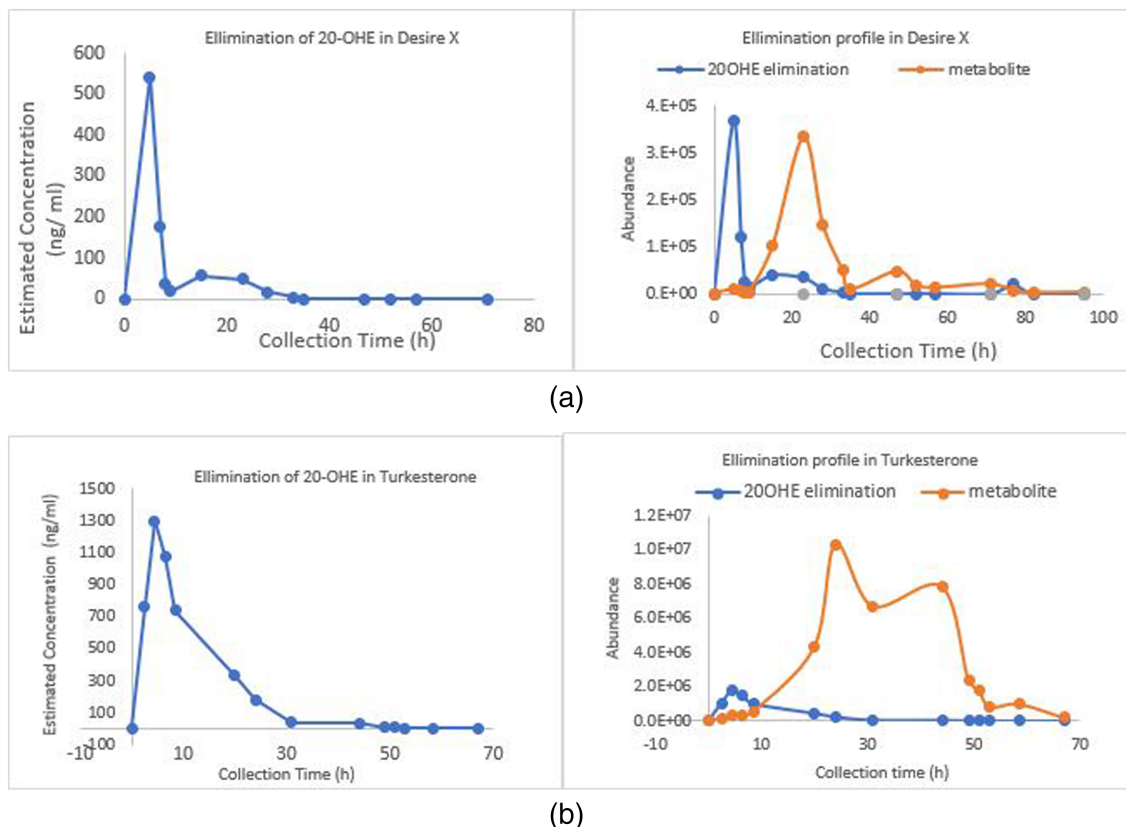 Ellimination of 20-OHE in Desire X
600
500
400
300
200
100
0
0
20
40
60
80
Estimated Concentration
(ng/ ml)
Collection Time (h)
Ellimination profile in Desire X
20OHE elimination
metabolite
4.E+05
3.E+05
2.E+05
1.E+05
0.E+00
0
20
40
60
80
100
Abundance
Collection Time (h)
(a)
Ellimination of 20-OHE in Turkesterone
1500
1300
1100
900
700
500
300
100
-100
-10
10
30
50
70
Estimated Concentration (ng/ml)
Collection Time (h)
Ellimination profile in Turkesterone
20OHE elimination
metabolite
1.2E+07
1.0E+07
8.0E+06
6.0E+06
4.0E+06
2.0E+06
0.0E+00
-10
10
30
50
70
Abundance
Collection time (h)
(b)